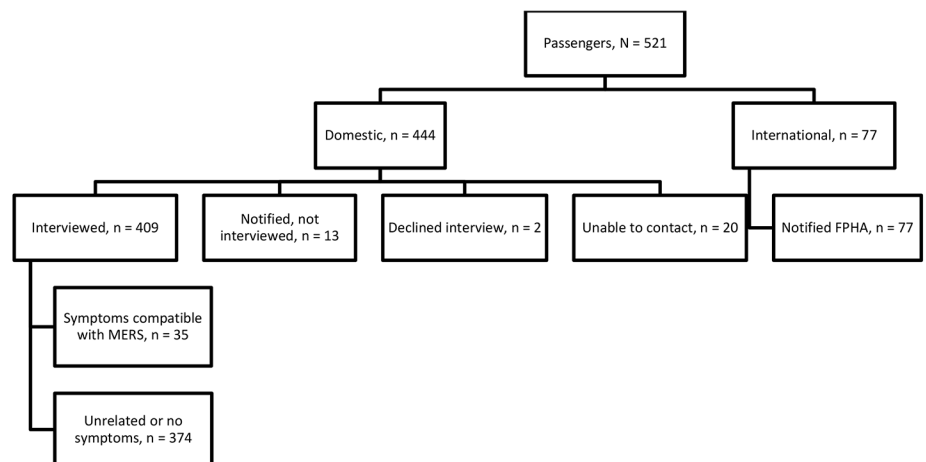 Passengers, N = 521
Domestic, n = 444
International, n = 77
Interviewed, n = 409
Notified, not
interviewed, n = 13
Declined interview, n = 2
Unable to contact, n = 20
Notified FPHA, n = 77
Symptoms compatible
with MERS, n = 35
Unrelated or no
symptoms, n = 374